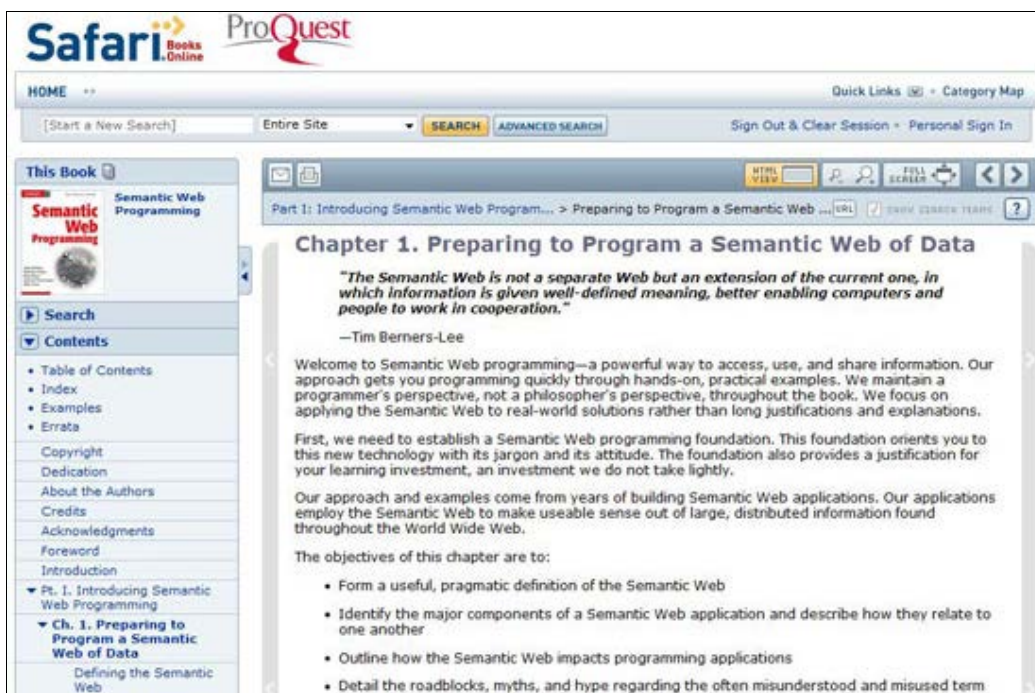 Safari Books Online ProQuest
HOME
Quick Links • Category Map
[Start a New Search] Entire Site SEARCH ADVANCED SEARCH Sign Out & Clear Session • Personal Sign In
This Book
Semantic Web Programming
Semantic Web
Programming
Search
Contents
• Table of Contents
• Index
• Examples
• Errata
Copyright
Dedication
About the Authors
Credits
Acknowledgments
Foreword
Introduction
Pt. I. Introducing Semantic
Web Programming
Ch. 1. Preparing to
Program a Semantic
Web of Data
Defining the Semantic
Web
HTML VIEW FULL SCREEN
Part I: Introducing Semantic Web Program... > Preparing to Program a Semantic Web ... URL SHOW SEARCH TERMS ?
Chapter 1. Preparing to Program a Semantic Web of Data
"The Semantic Web is not a separate Web but an extension of the current one, in
which information is given well-defined meaning, better enabling computers and
people to work in cooperation."
—Tim Berners-Lee
Welcome to Semantic Web programming—a powerful way to access, use, and share information. Our
approach gets you programming quickly through hands-on, practical examples. We maintain a
programmer's perspective, not a philosopher's perspective, throughout the book. We focus on
applying the Semantic Web to real-world solutions rather than long justifications and explanations.
First, we need to establish a Semantic Web programming foundation. This foundation orients you to
this new technology with its jargon and its attitude. The foundation also provides a justification for
your learning investment, an investment we do not take lightly.
Our approach and examples come from years of building Semantic Web applications. Our applications
employ the Semantic Web to make useable sense out of large, distributed information found
throughout the World Wide Web.
The objectives of this chapter are to:
• Form a useful, pragmatic definition of the Semantic Web
• Identify the major components of a Semantic Web application and describe how they relate to
one another
• Outline how the Semantic Web impacts programming applications
• Detail the roadblocks, myths, and hype regarding the often misunderstood and misused term